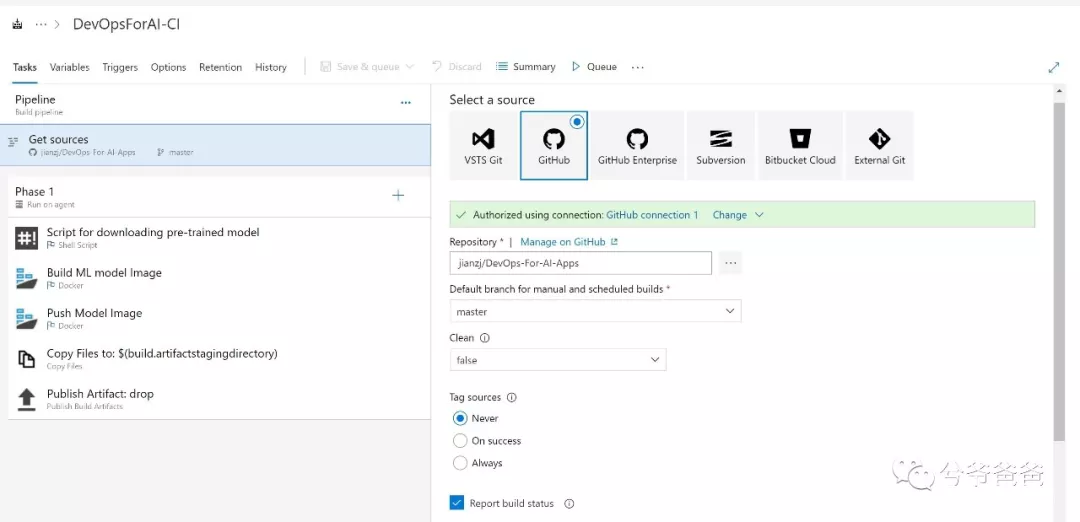 ··· > DevOpsForAI-CI
Tasks Variables Triggers Options Retention History Save & queue Discard Summary Queue ···
Pipeline
Build pipeline
···
Get sources
jianzj/DevOps-For-AI-Apps master
Phase 1
Run on agent
Script for downloading pre-trained model
Shell Script
Build ML model Image
Docker
Push Model Image
Docker
Copy Files to: $(build.artifactstagingdirectory)
Copy Files
Publish Artifact: drop
Publish Build Artifacts
Select a source
VSTS Git GitHub GitHub Enterprise Subversion Bitbucket Cloud External Git
Authorized using connection: GitHub connection 1 Change
Repository * | Manage on GitHub
jianzj/DevOps-For-AI-Apps ···
Default branch for manual and scheduled builds *
master
Clean
false
Tag sources
Never
On success
Always
Report build status
兮爷爸爸